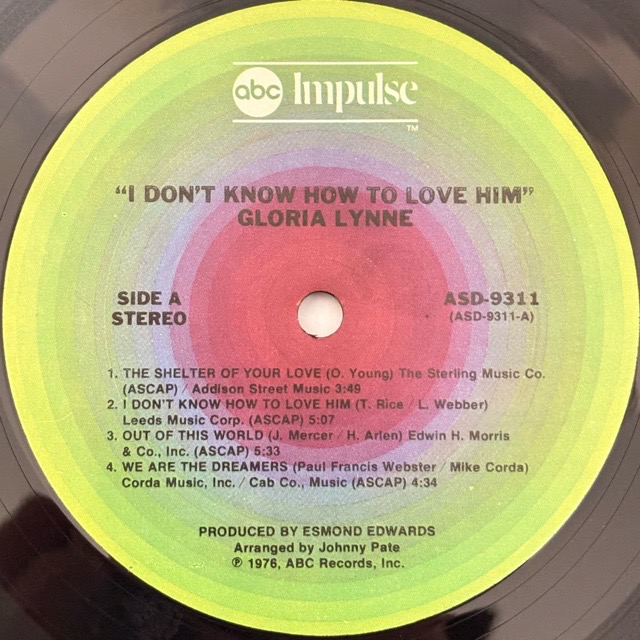 abc Impulse
TM
"I DON'T KNOW HOW TO LOVE HIM"
GLORIA LYNNE
SIDE A
STEREO
ASD-9311
(ASD-9311-A)
1. THE SHELTER OF YOUR LOVE (O. Young) The Sterling Music Co.
(ASCAP) / Addison Street Music 3:49
2. I DON'T KNOW HOW TO LOVE HIM (T. Rice / L. Webber)
Leeds Music Corp. (ASCAP) 5:07
3. OUT OF THIS WORLD (J. Mercer / H. Arlen) Edwin H. Morris
& Co., Inc. (ASCAP) 5:33
4. WE ARE THE DREAMERS (Paul Francis Webster / Mike Corda)
Corda Music, Inc. / Cab Co., Music (ASCAP) 4:34
PRODUCED BY ESMOND EDWARDS
Arranged by Johnny Pate
℗ 1976, ABC Records, Inc.